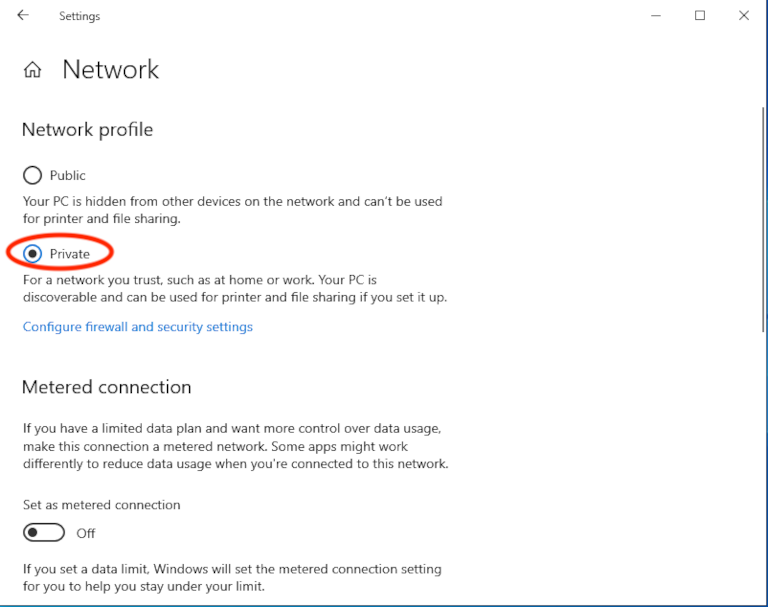 Settings
Network
Network profile
Public
Your PC is hidden from other devices on the network and can't be used
for printer and file sharing.
Private
For a network you trust, such as at home or work. Your PC is
discoverable and can be used for printer and file sharing if you set it up.
Configure firewall and security settings
Metered connection
If you have a limited data plan and want more control over data usage,
make this connection a metered network. Some apps might work
differently to reduce data usage when you're connected to this network.
Set as metered connection
Off
If you set a data limit, Windows will set the metered connection setting
for you to help you stay under your limit.